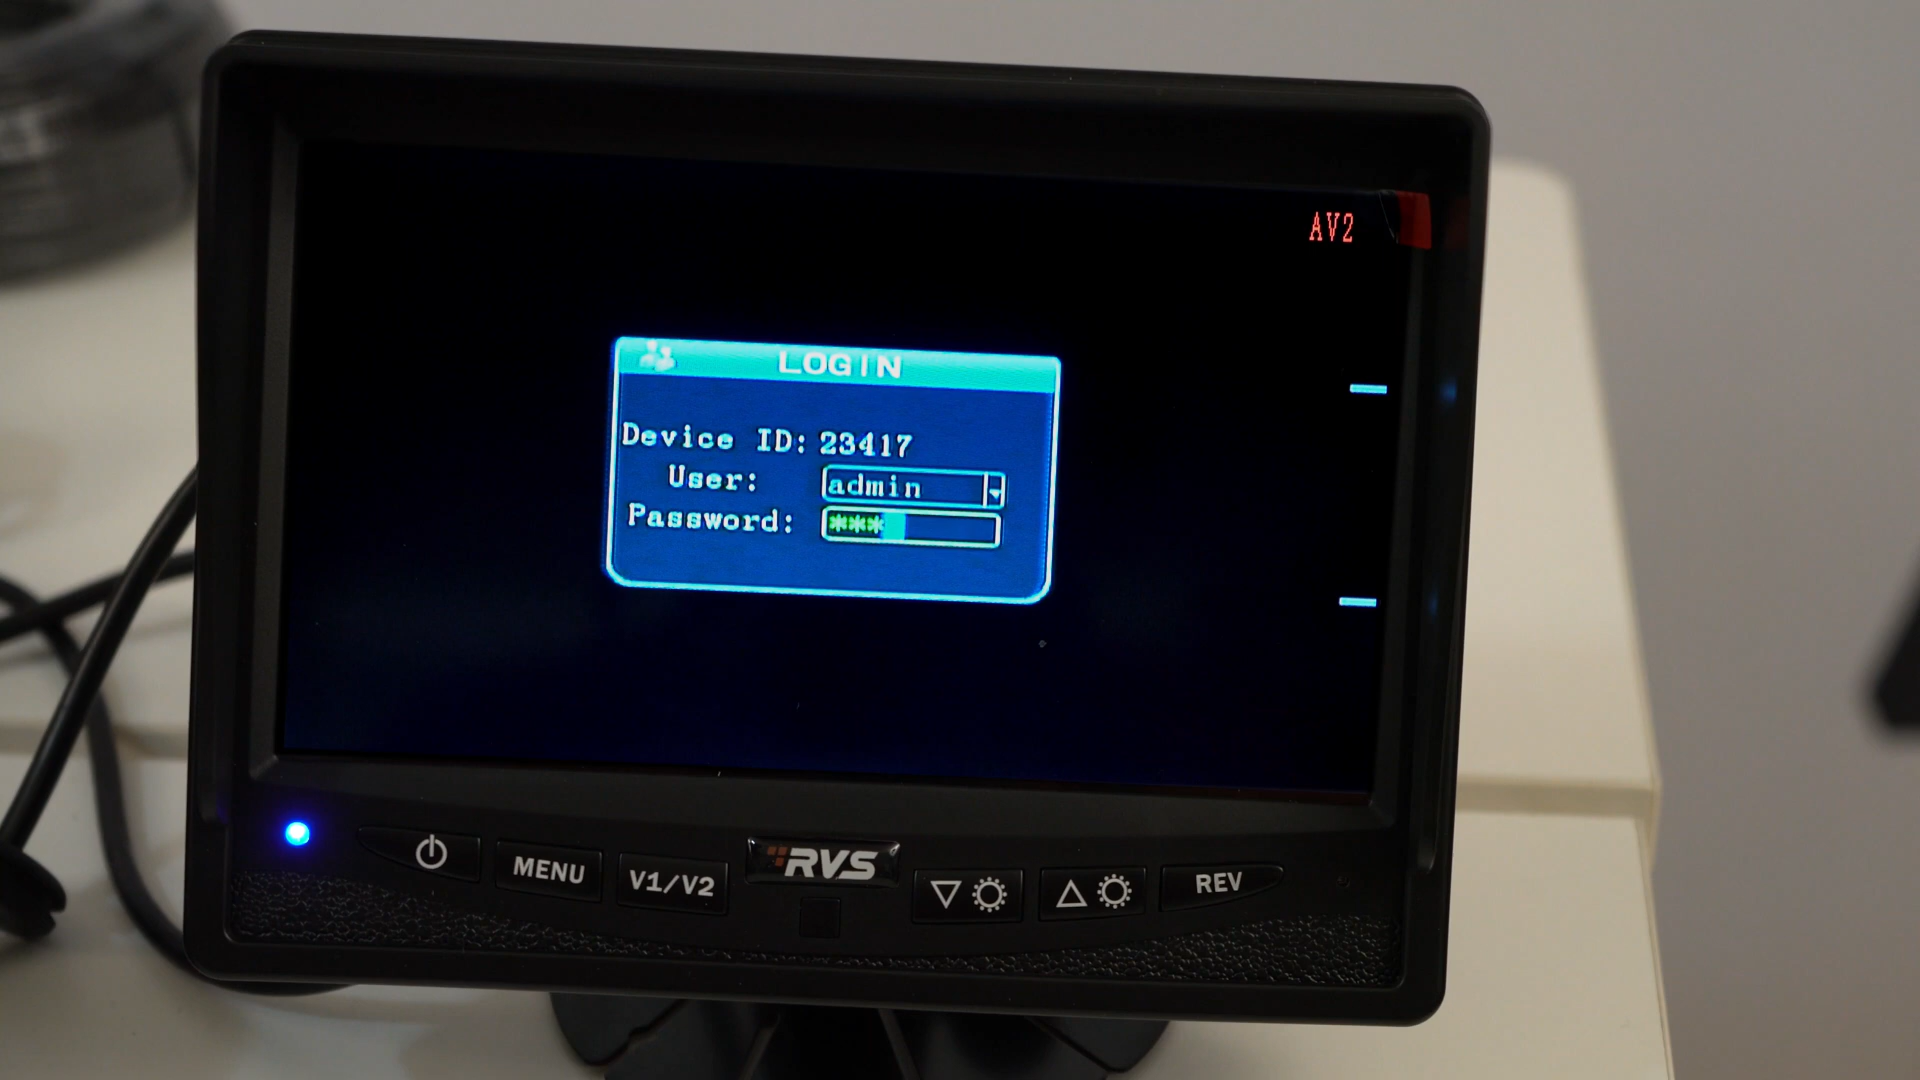 AV2
LOGIN
Device ID: 23417
User: admin
Password: ***
MENU
V1/V2
RVS
REV